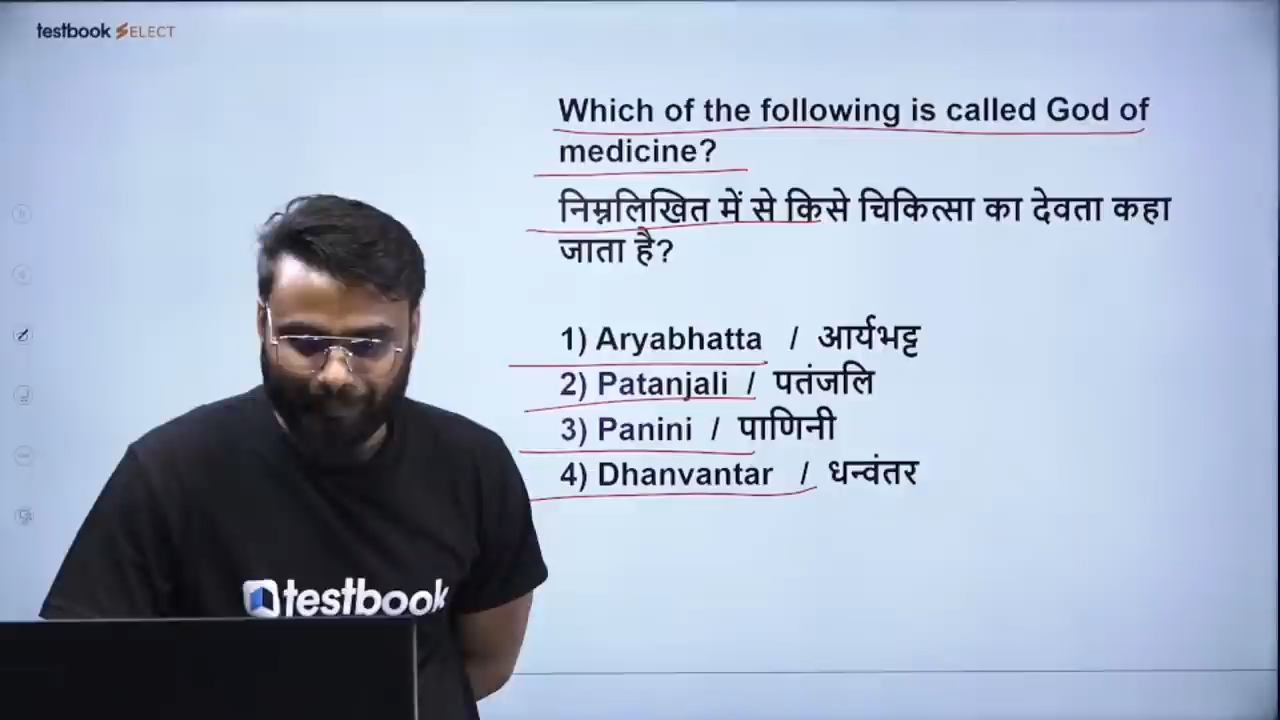 testbook SELECT
Which of the following is called God of
medicine?
निम्नलिखित में से किसे चिकित्सा का देवता कहा
जाता है?
1) Aryabhatta / आर्यभट्ट
2) Patanjali / पतंजलि
3) Panini / पाणिनी
4) Dhanvantar / धन्वंतर
testbook